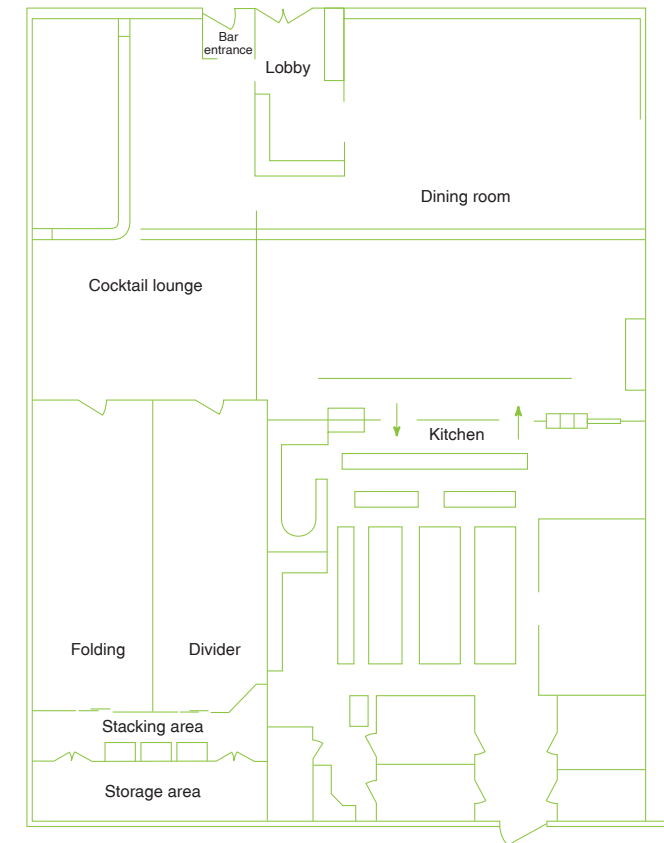 Bar
entrance
Lobby
Dining room
Cocktail lounge
Kitchen
Folding
Divider
Stacking area
Storage area